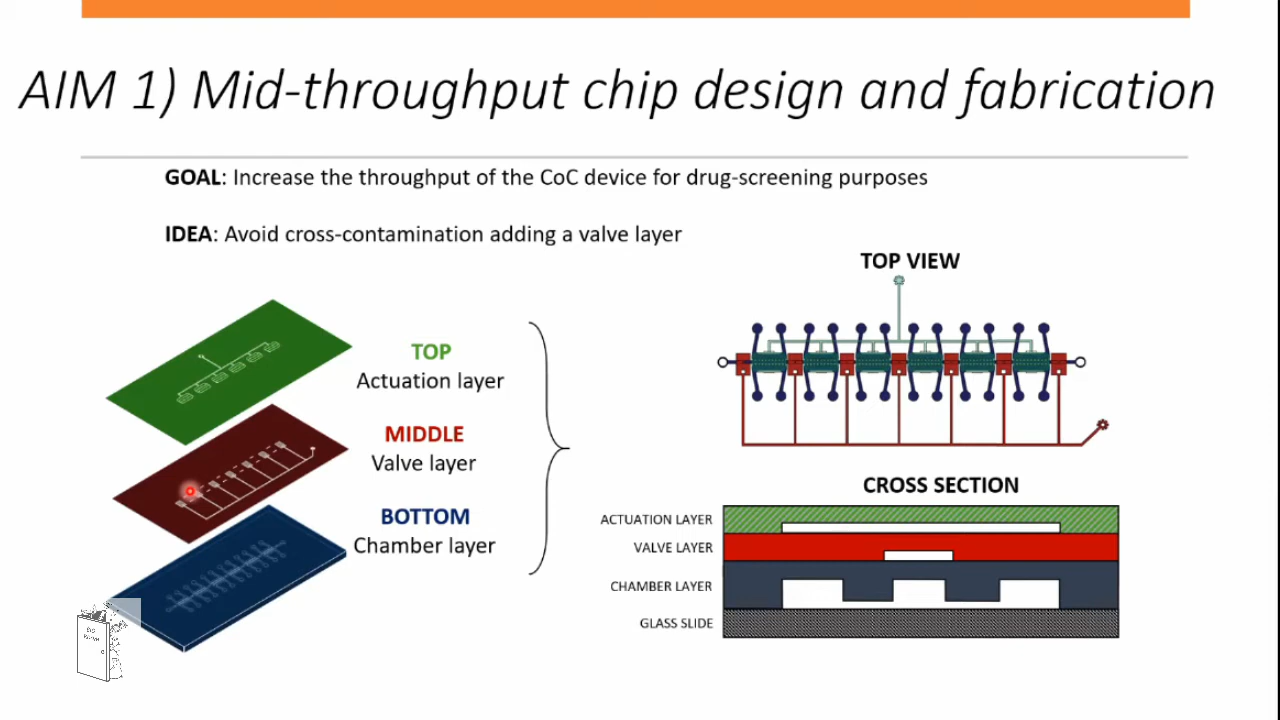 AIM 1) Mid-throughput chip design and fabrication
GOAL: Increase the throughput of the CoC device for drug-screening purposes
IDEA: Avoid cross-contamination adding a valve layer
TOP VIEW
TOP
Actuation layer
MIDDLE
Valve layer
BOTTOM
Chamber layer
CROSS SECTION
ACTUATION LAYER
VALVE LAYER
CHAMBER LAYER
GLASS SLIDE